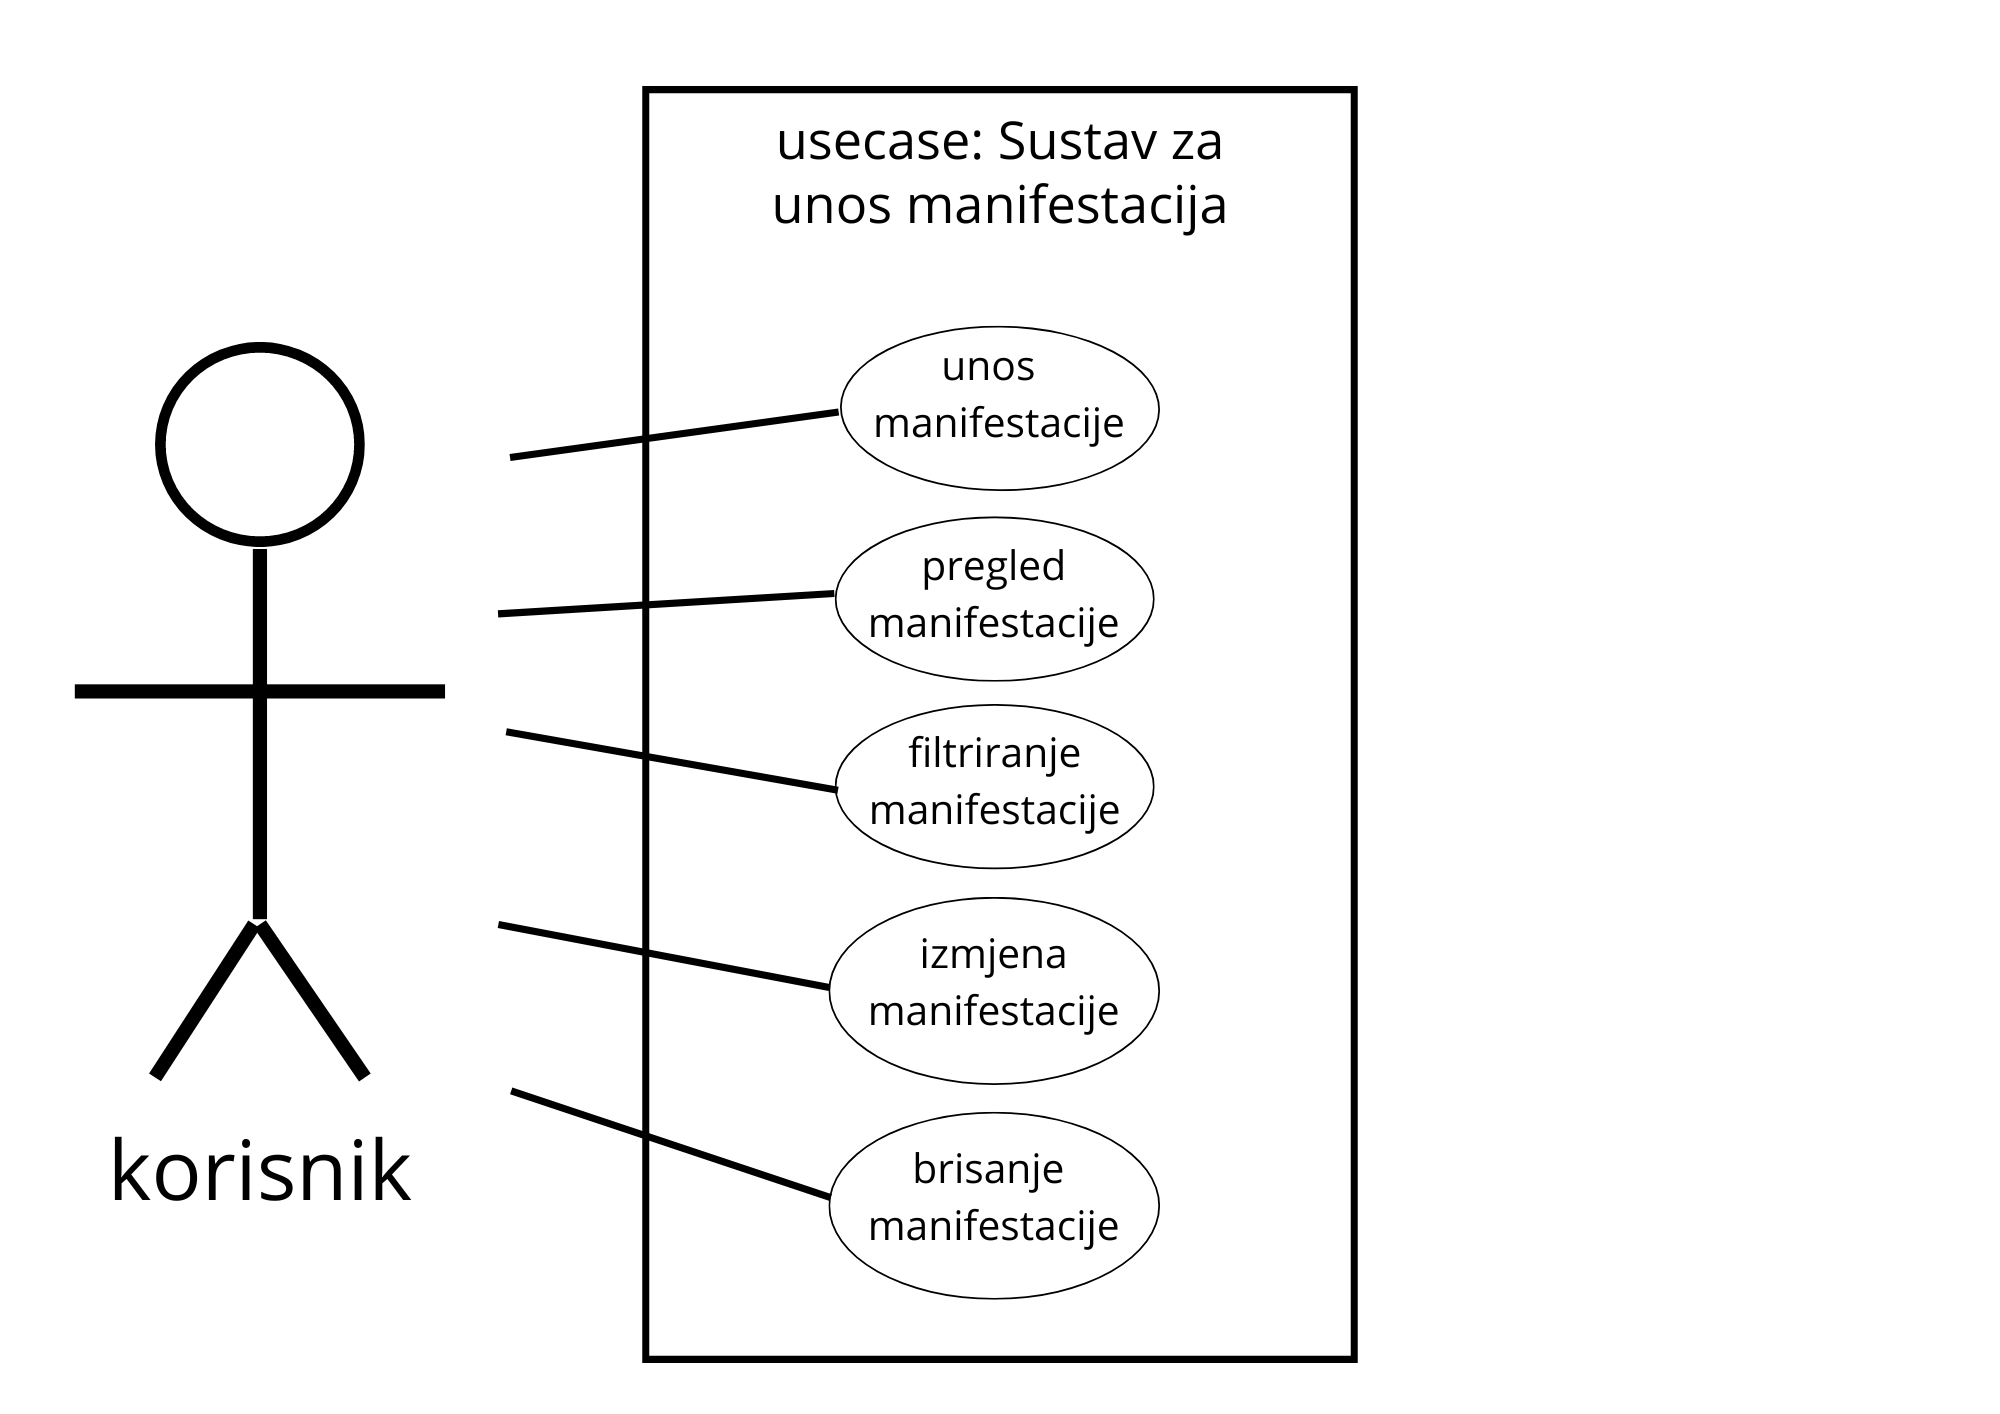 usecase: Sustav za
unos manifestacija
unos
manifestacije
pregled
manifestacije
filtriranje
manifestacije
izmjena
manifestacije
brisanje
manifestacije
korisnik